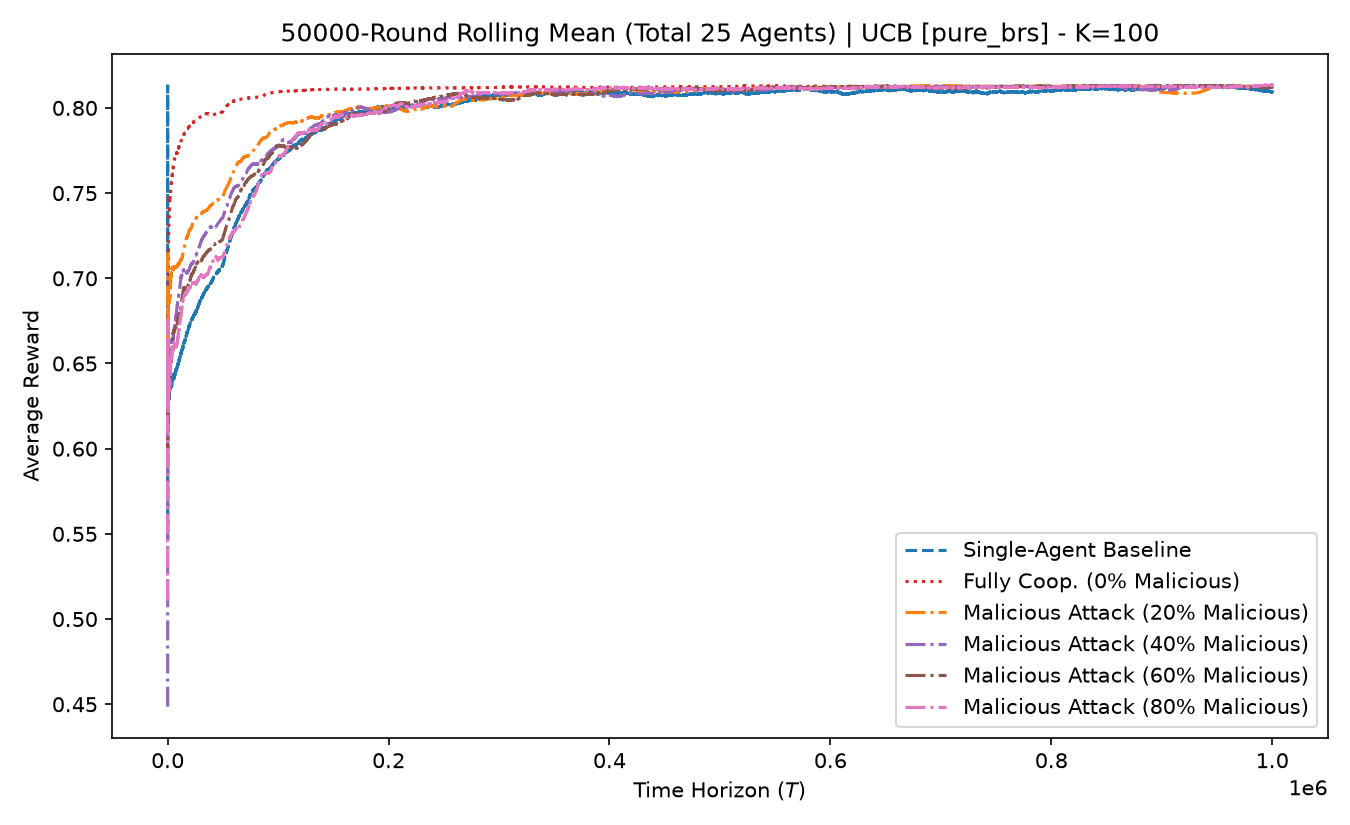 50000-Round Rolling Mean (Total 25 Agents) | UCB [pure_brs] - K=100
Average Reward
0.80
0.75
0.70
0.65
0.60
0.55
0.50
0.45
Single-Agent Baseline
Fully Coop. (0% Malicious)
Malicious Attack (20% Malicious)
Malicious Attack (40% Malicious)
Malicious Attack (60% Malicious)
Malicious Attack (80% Malicious)
0.0 0.2 0.4 0.6 0.8 1.0
1e6
Time Horizon (T)